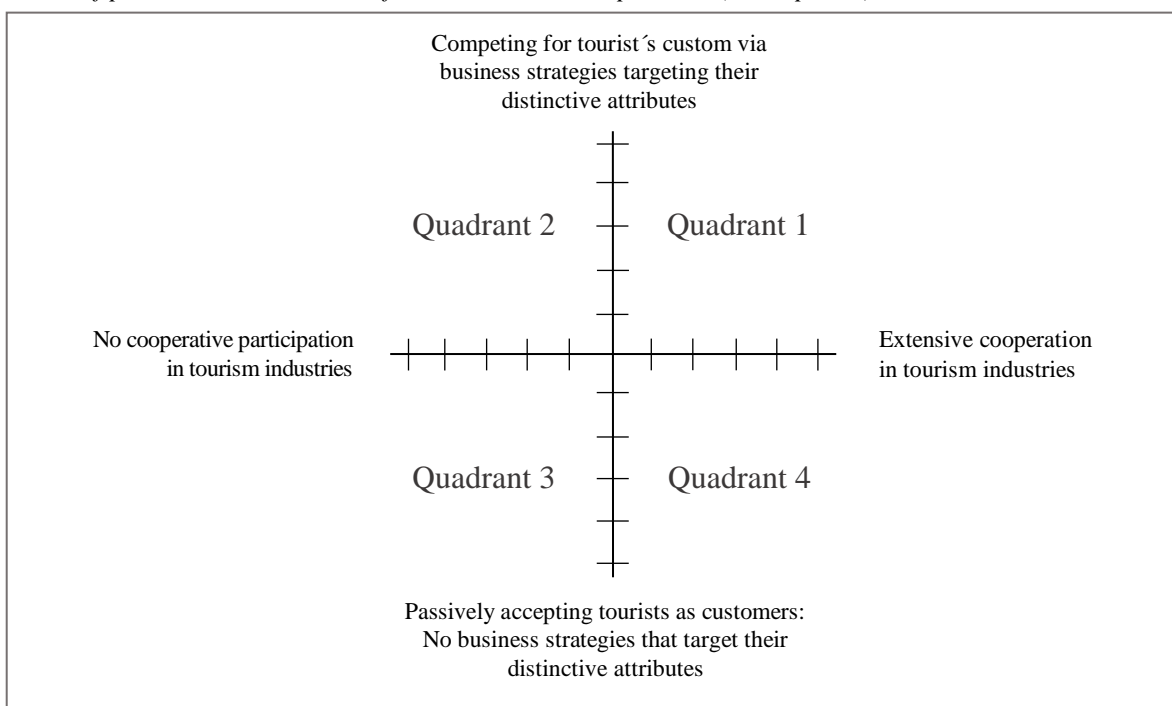 Competing for tourist´s custom via
business strategies targeting their
distinctive attributes
Quadrant 2
Quadrant 1
No cooperative participation
in tourism industries
Extensive cooperation
in tourism industries
Quadrant 3
Quadrant 4
Passively accepting tourists as customers:
No business strategies that target their
distinctive attributes